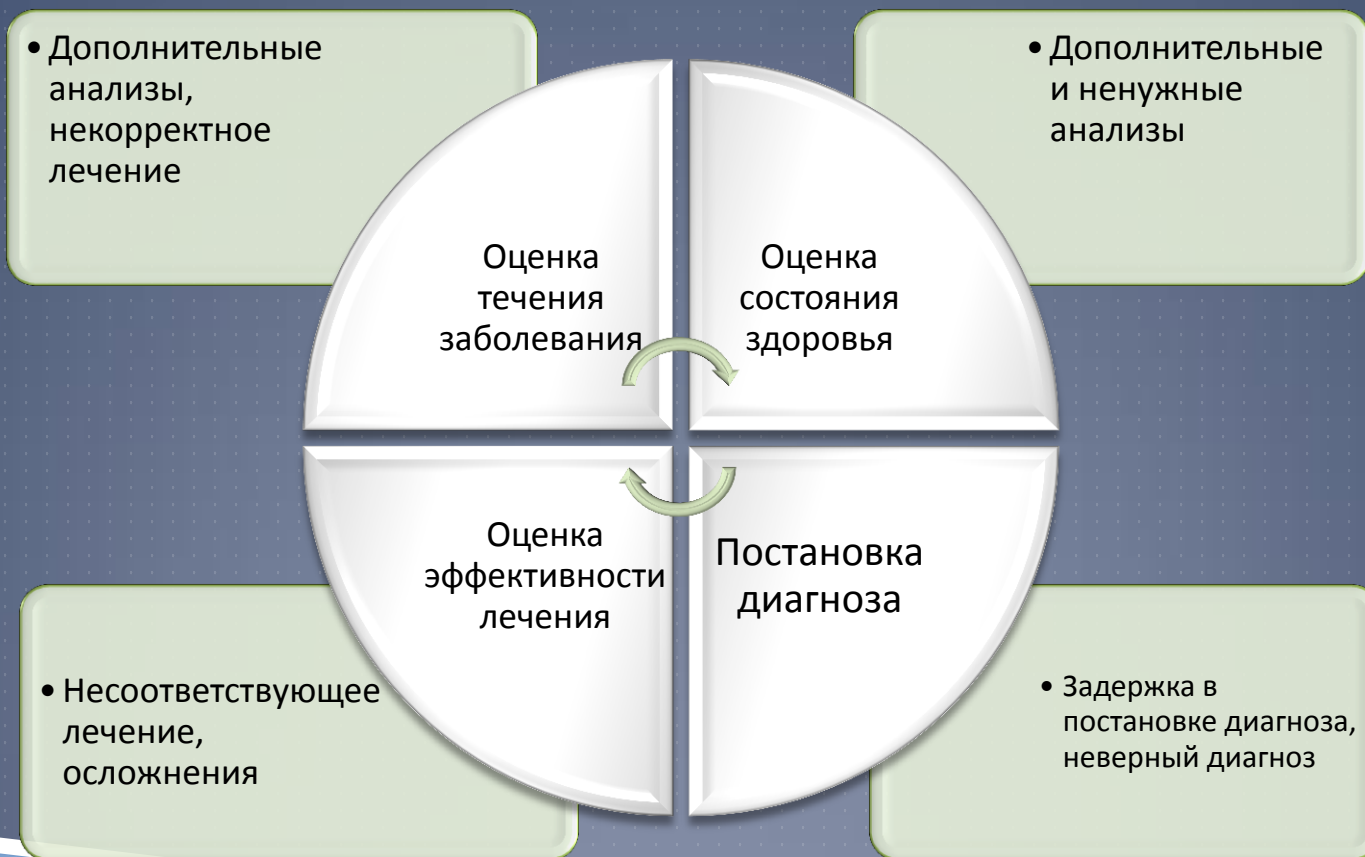 • Дополнительные
анализы,
некорректное
лечение
• Дополнительные
и ненужные
анализы
Оценка
течения
заболевания
Оценка
состояния
здоровья
Оценка
эффективности
лечения
Постановка
диагноза
• Несоответствующее
лечение,
осложнения
• Задержка в
постановке диагноза,
неверный диагноз